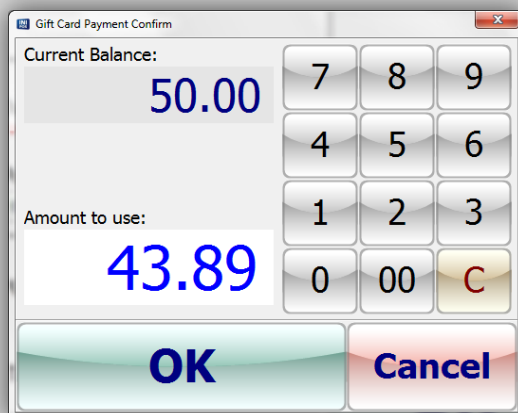 Gift Card Payment Confirm
Current Balance:
50.00
7 8 9
4 5 6
Amount to use:
43.89
1 2 3
0 00 C
OK Cancel